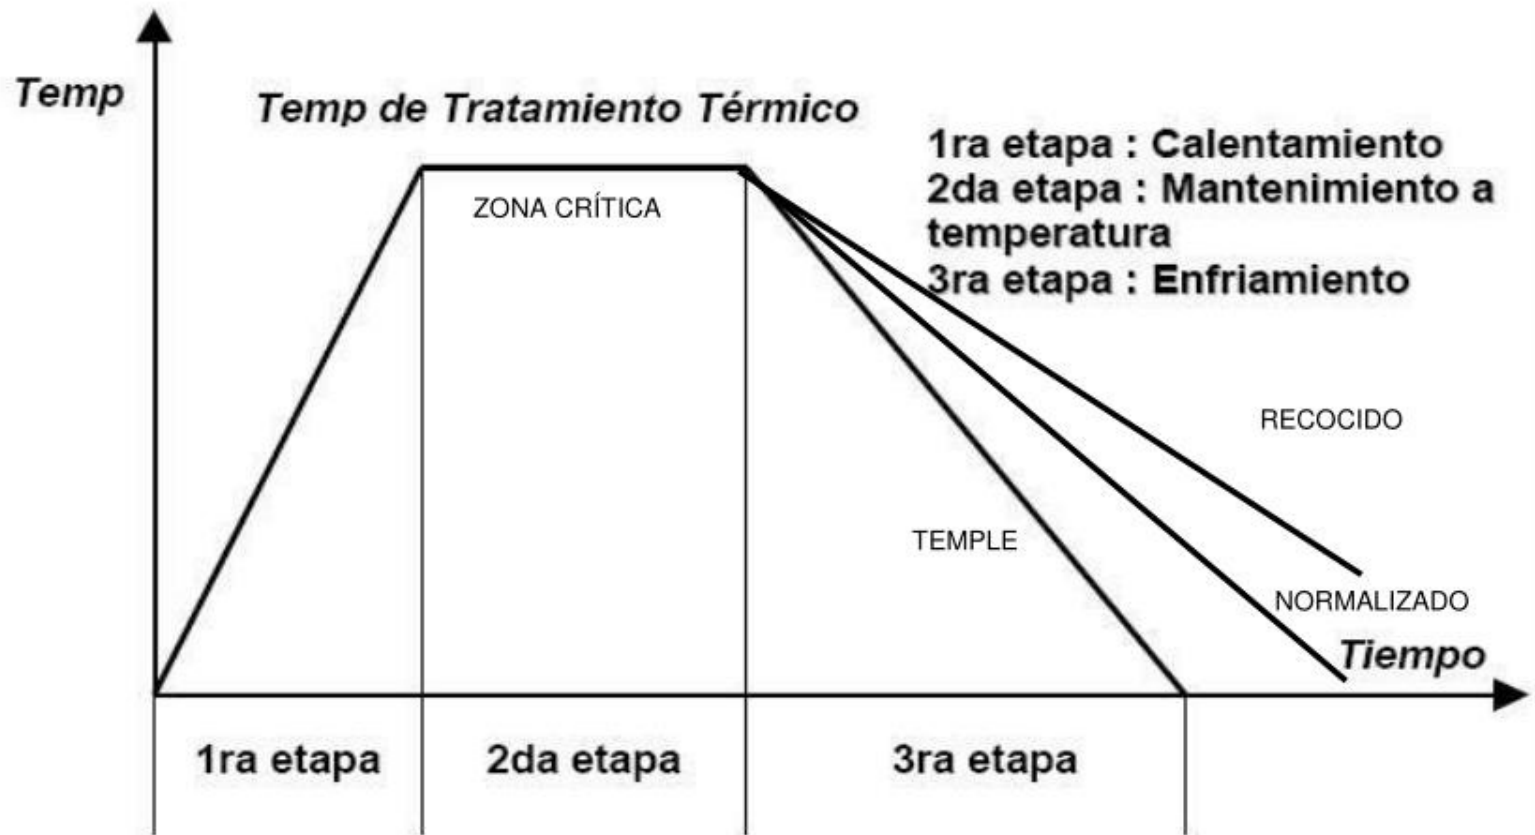 Temp
Temp de Tratamiento Térmico
1ra etapa : Calentamiento
2da etapa : Mantenimiento a
temperatura
3ra etapa : Enfriamiento
ZONA CRÍTICA
RECOCIDO
TEMPLE
NORMALIZADO
Tiempo
1ra etapa
2da etapa
3ra etapa